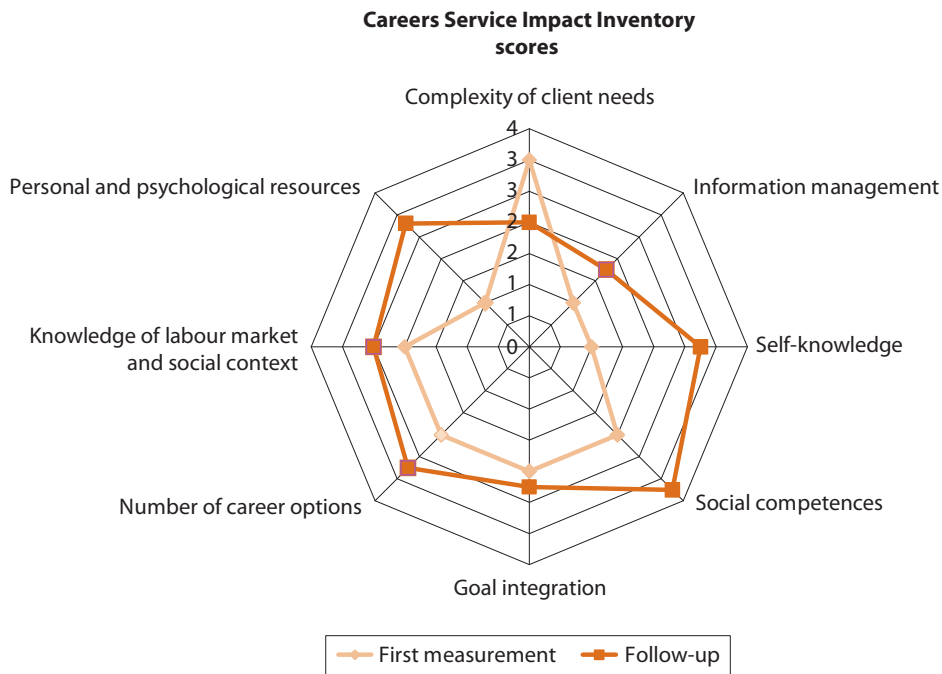 Careers Service Impact Inventory
scores
Complexity of client needs
4
3
3
2
2
1
1
0
Personal and psychological resources
Information management
Knowledge of labour market
and social context
Self-knowledge
Number of career options
Social competences
Goal integration
First measurement
Follow-up